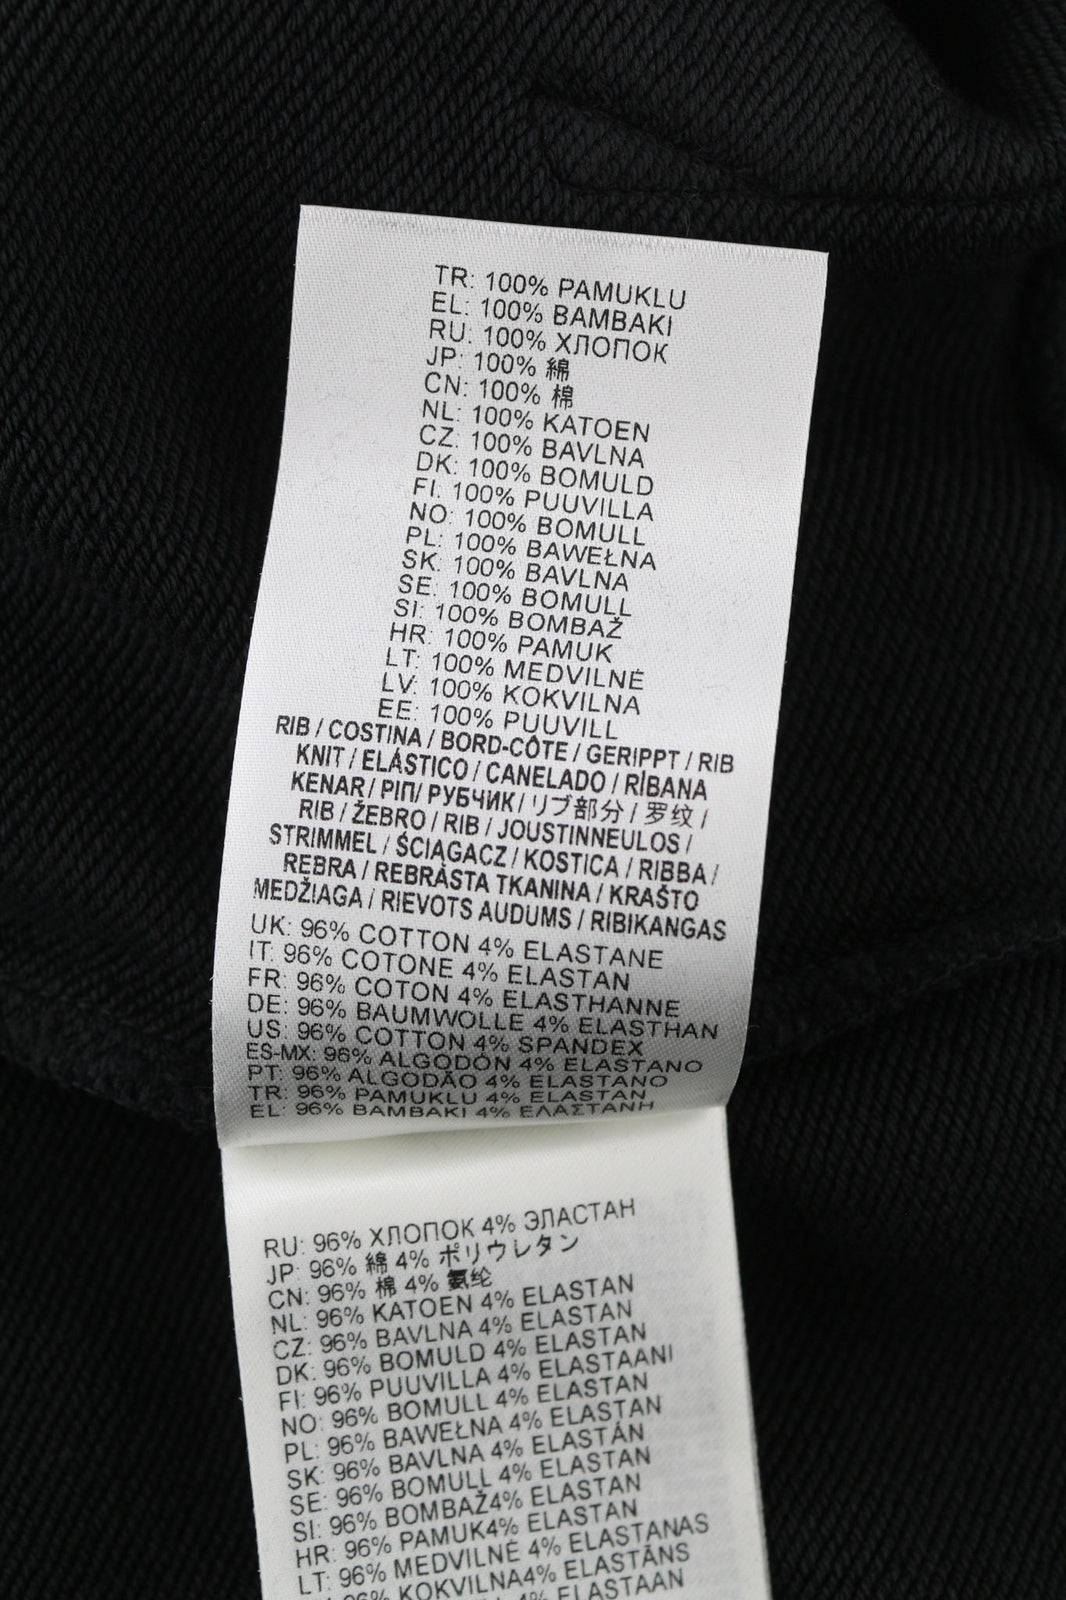 TR: 100% PAMUKLU
EL: 100% BAMBAKI
RU: 100% ХЛОПОК
JP: 100% 綿
CN: 100% 棉
NL: 100% KATOEN
CZ: 100% BAVLNA
DK: 100% BOMULD
FI: 100% PUUVILLA
NO: 100% BOMULL
PL: 100% BAWEŁNA
SK: 100% BAVLNA
SE: 100% BOMULL
SI: 100% BOMBAŽ
HR: 100% PAMUK
LT: 100% MEDVILNĖ
LV: 100% KOKVILNA
EE: 100% PUUVILL
RIB / COSTINA / BORD-CÔTE / GERIPPT / RIB
KNIT / ELÁSTICO / CANELADO / RİBANA
KENAR / ΡΙΠ / РУБЧИК / リブ部分 / 罗纹 /
RIB / ŽEBRO / RIB / JOUSTINNEULOS /
STRIMMEL / ŚCIĄGACZ / KOSTICA / RIBBA /
REBRA / REBRASTA TKANINA / KRAŠTO
MEDŽIAGA / RIEVOTS AUDUMS / RIBIKANGAS
UK: 96% COTTON 4% ELASTANE
IT: 96% COTONE 4% ELASTAN
FR: 96% COTON 4% ELASTHANNE
DE: 96% BAUMWOLLE 4% ELASTHAN
US: 96% COTTON 4% SPANDEX
ES-MX: 96% ALGODÓN 4% ELASTANO
PT: 96% ALGODÃO 4% ELASTANO
TR: 96% PAMUKLU 4% ELASTAN
EL: 96% BAMBAKI 4% ΕΛΑΣΤΑΝΗ
RU: 96% ХЛОПОК 4% ЭЛАСТАН
JP: 96% 綿 4% ポリウレタン
CN: 96% 棉 4% 氨纶
NL: 96% KATOEN 4% ELASTAN
CZ: 96% BAVLNA 4% ELASTAN
DK: 96% BOMULD 4% ELASTAN
FI: 96% PUUVILLA 4% ELASTAANI
NO: 96% BOMULL 4% ELASTAN
PL: 96% BAWEŁNA 4% ELASTAN
SK: 96% BAVLNA 4% ELASTÁN
SE: 96% BOMULL 4% ELASTAN
SI: 96% BOMBAŽ4% ELASTAN
HR: 96% PAMUK4% ELASTAN
LT: 96% MEDVILNĖ 4% ELASTANAS
96% KOKVILNA4% ELASTĀNS
ELASTAAN